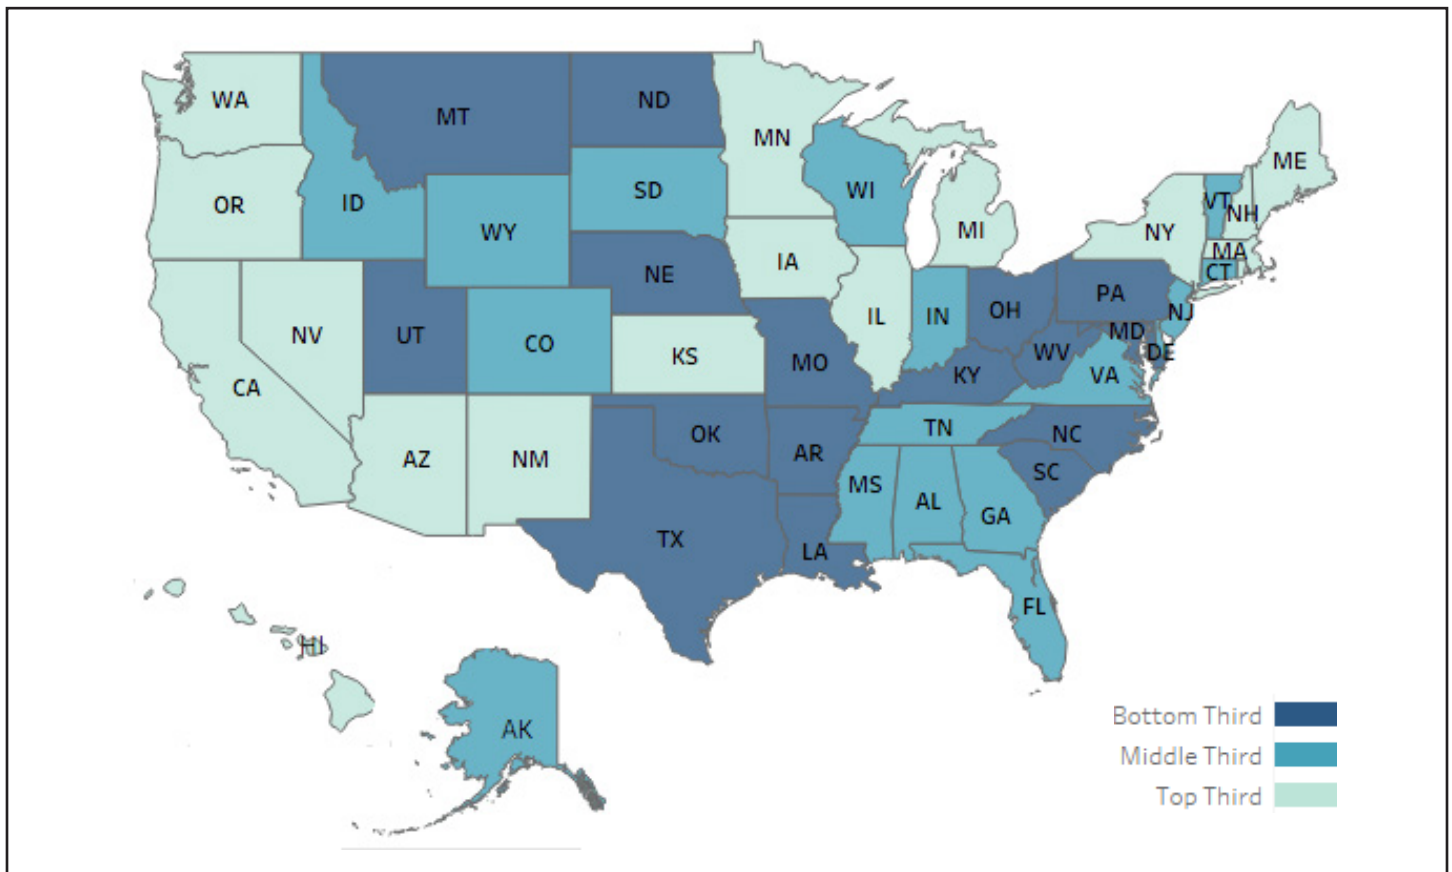 WA
MT
ND
MN
ME
OR
ID
SD
WI
VT
NH
WY
MI
NY
MA
IA
CT
NE
PA
NV
UT
CO
IL
IN
OH
NJ
MD
KS
WV
DE
CA
MO
KY
VA
AZ
NM
OK
AR
TN
NC
SC
MS
AL
GA
TX
LA
FL
HI
AK
Bottom Third
Middle Third
Top Third